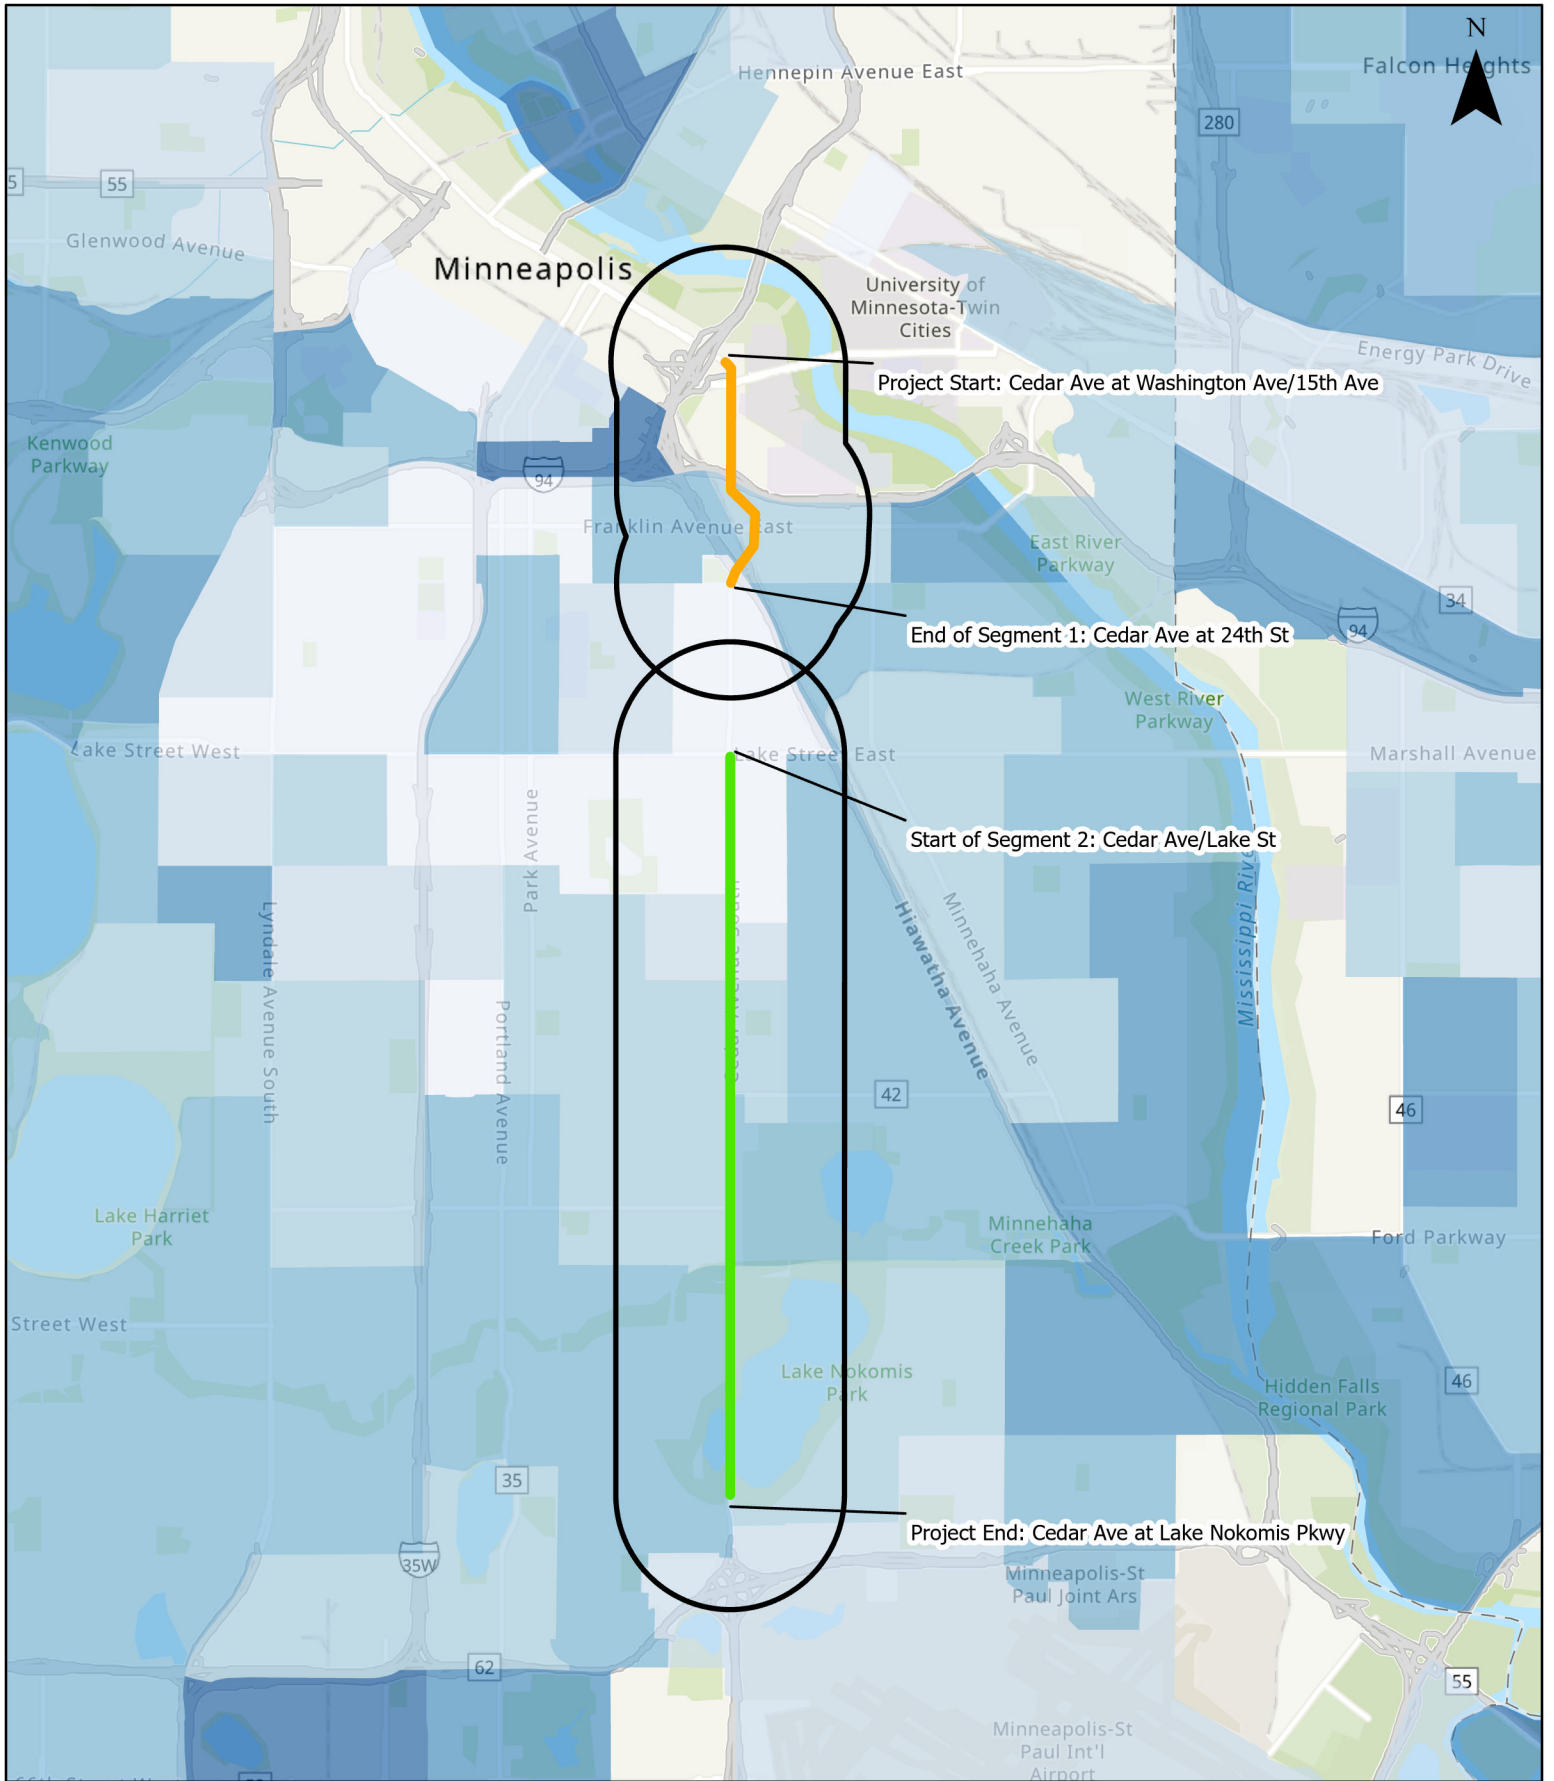 N
Falcon Heights
Hennepin Avenue East
280
5
55
Glenwood Avenue
Minneapolis
University of
Minnesota-Twin
Cities
Energy Park Drive
Project Start: Cedar Ave at Washington Ave/15th Ave
Kenwood
Parkway
94
Franklin Avenue East
East River
Parkway
34
94
End of Segment 1: Cedar Ave at 24th St
West River
Parkway
Lake Street West
Lake Street East
Marshall Avenue
Park Avenue
Start of Segment 2: Cedar Ave/Lake St
Mississippi River
Lyndale Avenue South
Cedar Avenue South
Hiawatha Avenue
Minnehaha Avenue
Portland Avenue
42
46
Lake Harriet
Park
Minnehaha
Creek Park
Ford Parkway
Street West
Lake Nokomis
Park
46
Hidden Falls
Regional Park
35
Project End: Cedar Ave at Lake Nokomis Pkwy
35W
Minneapolis-St
Paul Joint Ars
62
55
Minneapolis-St
Paul Int'l
Airport